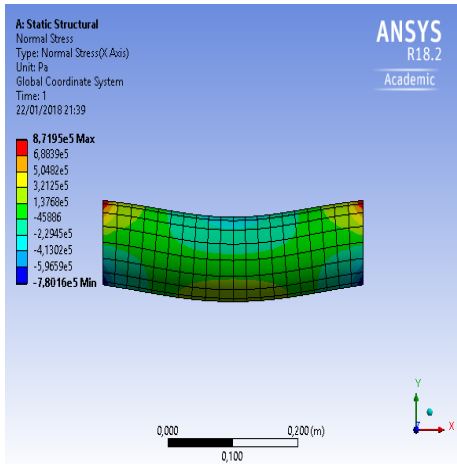 A: Static Structural
Normal Stress
Type: Normal Stress(X Axis)
Unit: Pa
Global Coordinate System
Time: 1
22/01/2018 21:39
ANSYS
R18.2
Academic
8,7195e5 Max
6,8839e5
5,0482e5
3,2125e5
1,3768e5
-45886
-2,2945e5
-4,1302e5
-5,9659e5
-7,8016e5 Min
Y
X
0,000
0,200 (m)
0,100